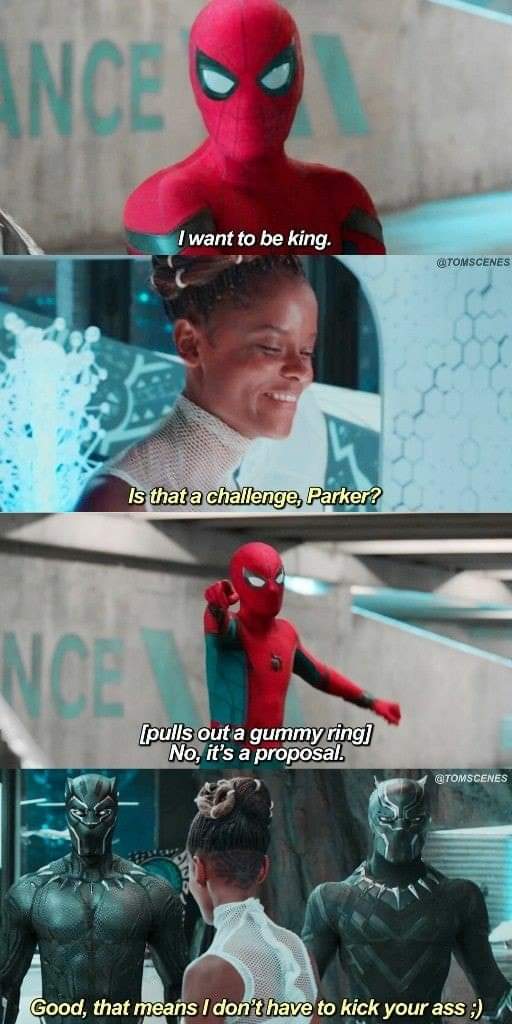 ANCE
I want to be king.
@TOMSCENES
Is that a challenge, Parker?
NCE
[pulls out a gummy ring]
No, it's a proposal.
@TOMSCENES
Good, that means I don't have to kick your ass ;)